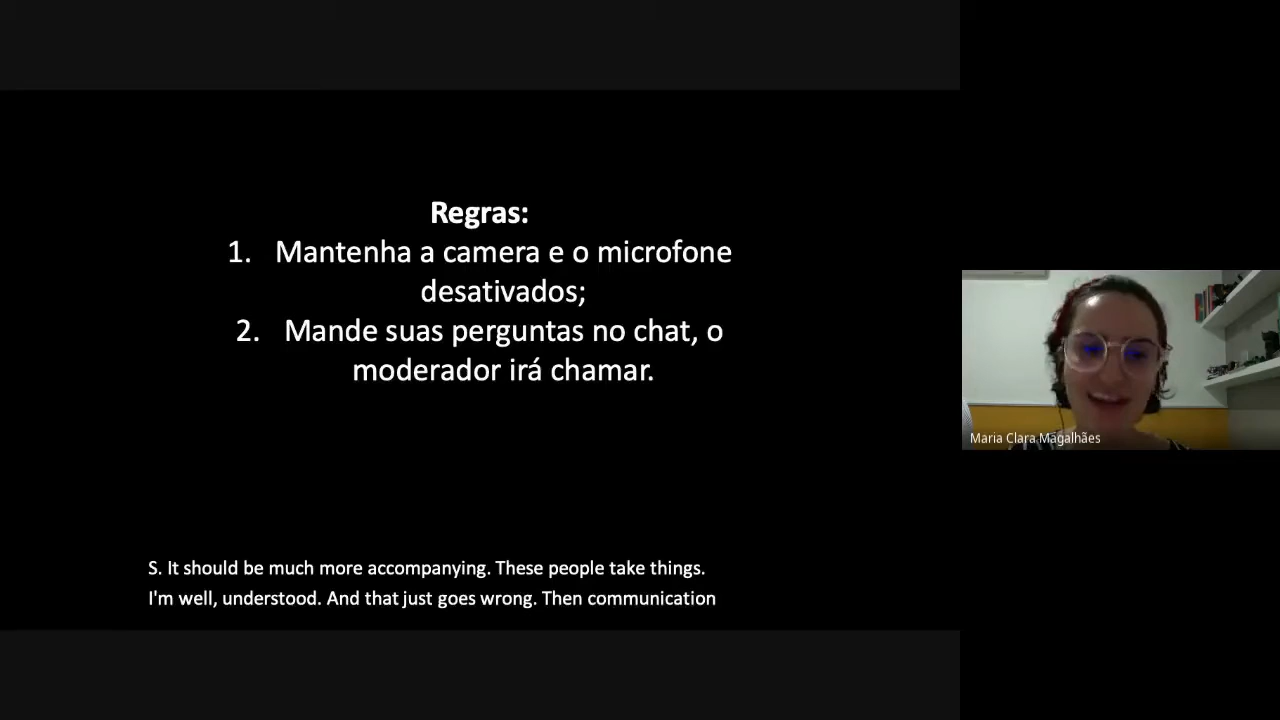 Regras:
1. Mantenha a camera e o microfone
desativados;
2. Mande suas perguntas no chat, o
moderador irá chamar.
Maria Clara Magalhães
S. It should be much more accompanying. These people take things.
I'm well, understood. And that just goes wrong. Then communication